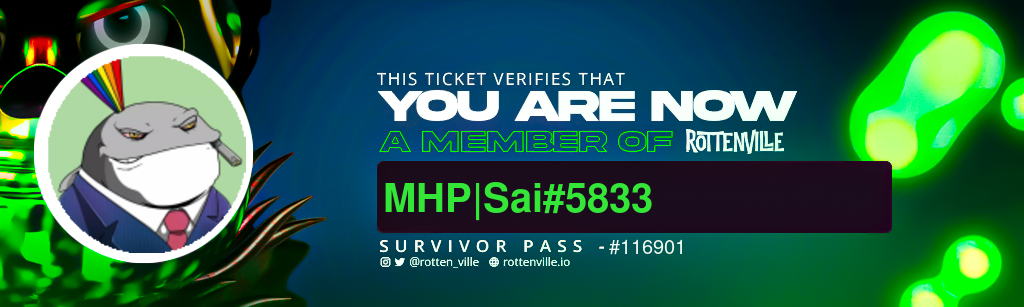 THIS TICKET VERIFIES THAT
YOU ARE NOW
A MEMBER OF ROTTENVILLE
MHP|Sai#5833
SURVIVOR PASS - #116901
@rotten_ville rottenville.io